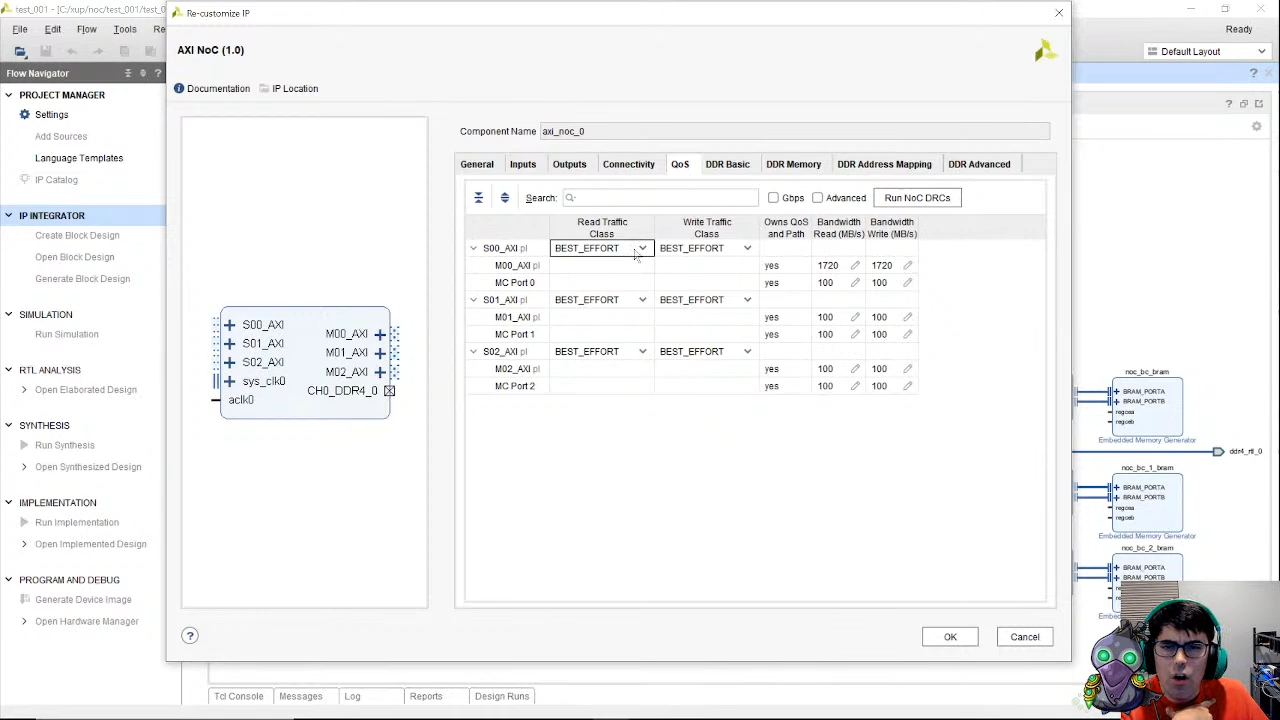 test_001 - [C:/xup/noc/test_001/test_0
Re-customize IP
File Edit Flow Tools Re
Ready
AXI NoC (1.0)
Default Layout
Flow Navigator
?
?
Documentation IP Location
PROJECT MANAGER
Settings
Add Sources
Language Templates
IP Catalog
IP INTEGRATOR
Create Block Design
Open Block Design
Generate Block Design
SIMULATION
Run Simulation
RTL ANALYSIS
Open Elaborated Design
SYNTHESIS
Run Synthesis
Open Synthesized Design
IMPLEMENTATION
Run Implementation
Open Implemented Design
PROGRAM AND DEBUG
Generate Device Image
Open Hardware Manager
S00_AXI
S01_AXI
S02_AXI
sys_clk0
aclk0
M00_AXI
M01_AXI
M02_AXI
CH0_DDR4_0
Component Name axi_noc_0
General Inputs Outputs Connectivity QoS DDR Basic DDR Memory DDR Address Mapping DDR Advanced
Search: Gbps Advanced Run NoC DRCs
Read Traffic Class Write Traffic Class Owns QoS and Path Bandwidth Read (MB/s) Bandwidth Write (MB/s)
S00_AXI pl BEST_EFFORT BEST_EFFORT
M00_AXI pl yes 1720 1720
MC Port 0 yes 100 100
S01_AXI pl BEST_EFFORT BEST_EFFORT
M01_AXI pl yes 100 100
MC Port 1 yes 100 100
S02_AXI pl BEST_EFFORT BEST_EFFORT
M02_AXI pl yes 100 100
MC Port 2 yes 100 100
?
OK Cancel
?
noc_bc_bram
BRAM_PORTA
BRAM_PORTB
regcea
regceb
Embedded Memory Generator
ddr4_rtl_0
noc_bc_1_bram
BRAM_PORTA
BRAM_PORTB
regcea
regceb
Embedded Memory Generator
noc_bc_2_bram
BRAM_PORTA
BRAM_PORTB
Tcl Console Messages Log Reports Design Runs